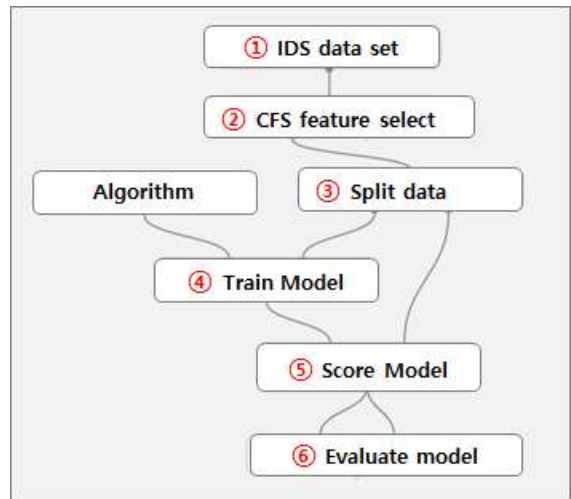 ① IDS data set
② CFS feature select
③ Split data
Algorithm
④ Train Model
⑤ Score Model
⑥ Evaluate model